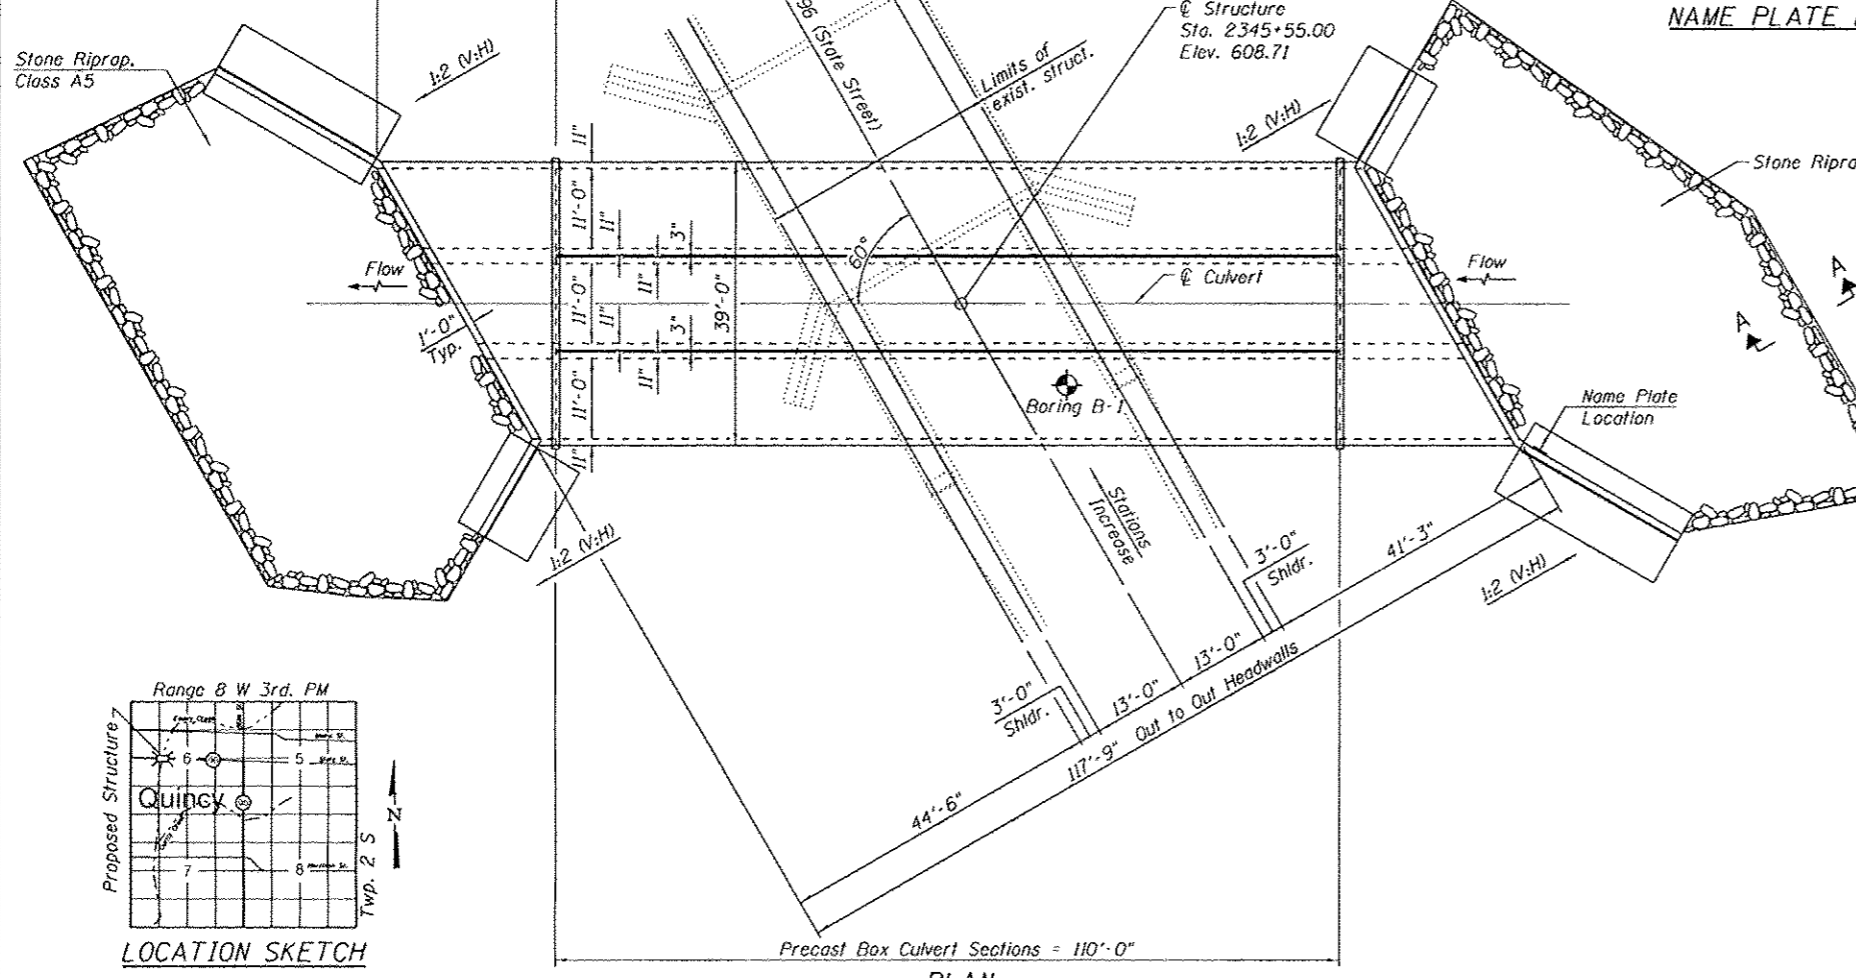 NAME PLATE
℄ Structure
Sta. 2345+55.00
Elev. 608.71
96 (State Street)
Limits of
exist. struct.
Stone Riprap,
Class A5
1:2 (V:H)
1:2 (V:H)
Stone Ripra
11"
11'-0"
11"
3"
60°
Flow
℄ Culvert
Flow
11'-0"
11"
11"
3"
39'-0"
1'-0"
Typ.
11'-0"
11"
11"
Boring B-1
A
A
Name Plate
Location
1:2 (V:H)
Stations
Increase
3'-0"
Shldr.
41'-3"
1:2 (V:H)
13'-0"
3'-0"
Shldr.
13'-0"
117'-9" Out to Out Headwalls
44'-6"
Range 8 W 3rd. PM
Proposed Structure
6
5
Quincy
7
8
N
Twp. 2 S
LOCATION SKETCH
Precast Box Culvert Sections = 110'-0"
PLAN